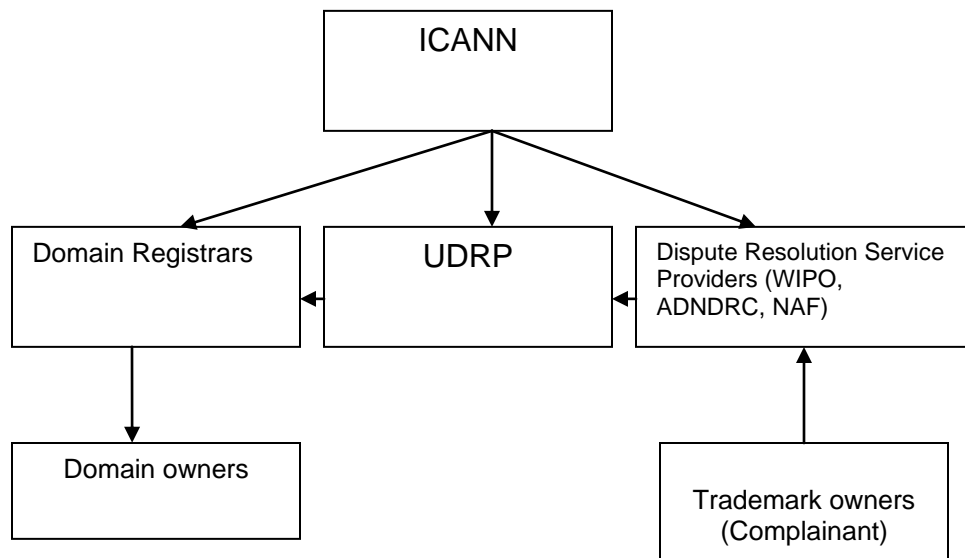 ICANN
Domain Registrars
UDRP
Dispute Resolution Service
Providers (WIPO,
ADNDRC, NAF)
Domain owners
Trademark owners
(Complainant)